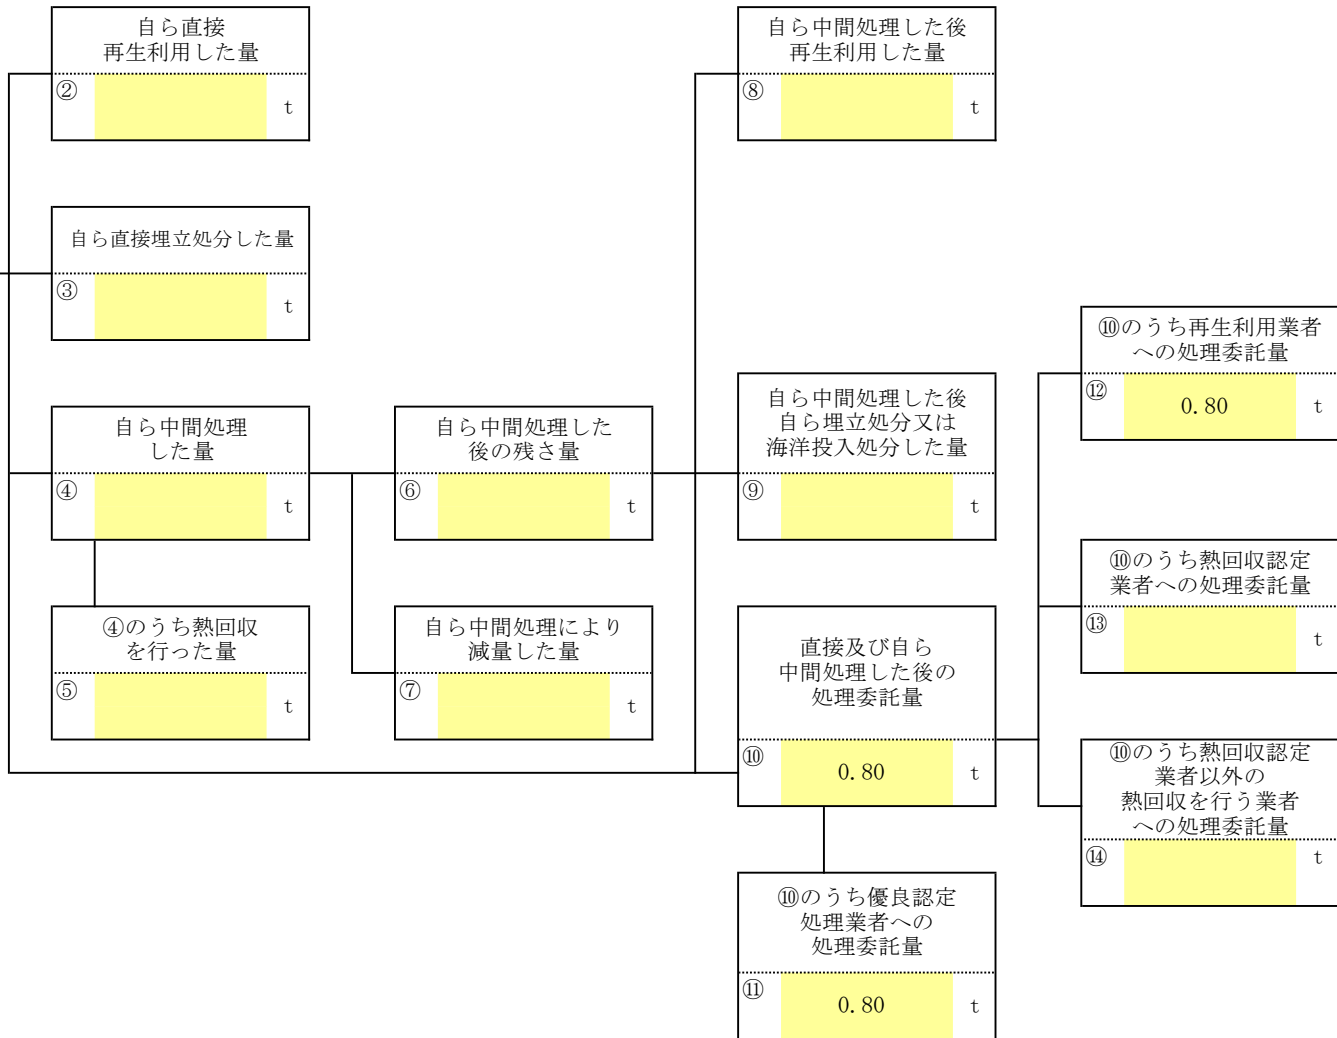 自ら直接
再生利用した量
②
t
自ら中間処理した後
再生利用した量
⑧
t
自ら直接埋立処分した量
③
t
⑩のうち再生利用業者
への処理委託量
⑫
0.80
t
自ら中間処理
した量
④
t
自ら中間処理した
後の残さ量
⑥
t
自ら中間処理した後
自ら埋立処分又は
海洋投入処分した量
⑨
t
⑩のうち熱回収認定
業者への処理委託量
⑬
t
④のうち熱回収
を行った量
⑤
t
自ら中間処理により
減量した量
⑦
t
直接及び自ら
中間処理した後の
処理委託量
⑩
0.80
t
⑩のうち熱回収認定
業者以外の
熱回収を行う業者
への処理委託量
⑭
t
⑩のうち優良認定
処理業者への
処理委託量
⑪
0.80
t